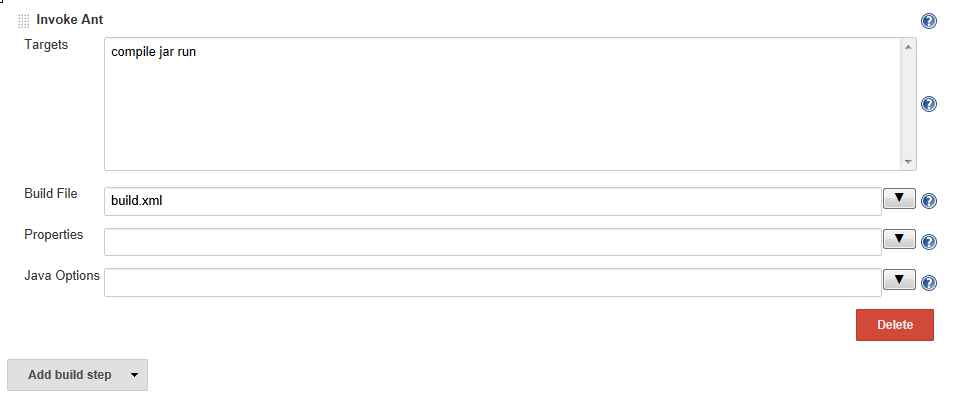 Invoke Ant
Targets
compile jar run
Build File
build.xml
Properties
Java Options
Delete
Add build step